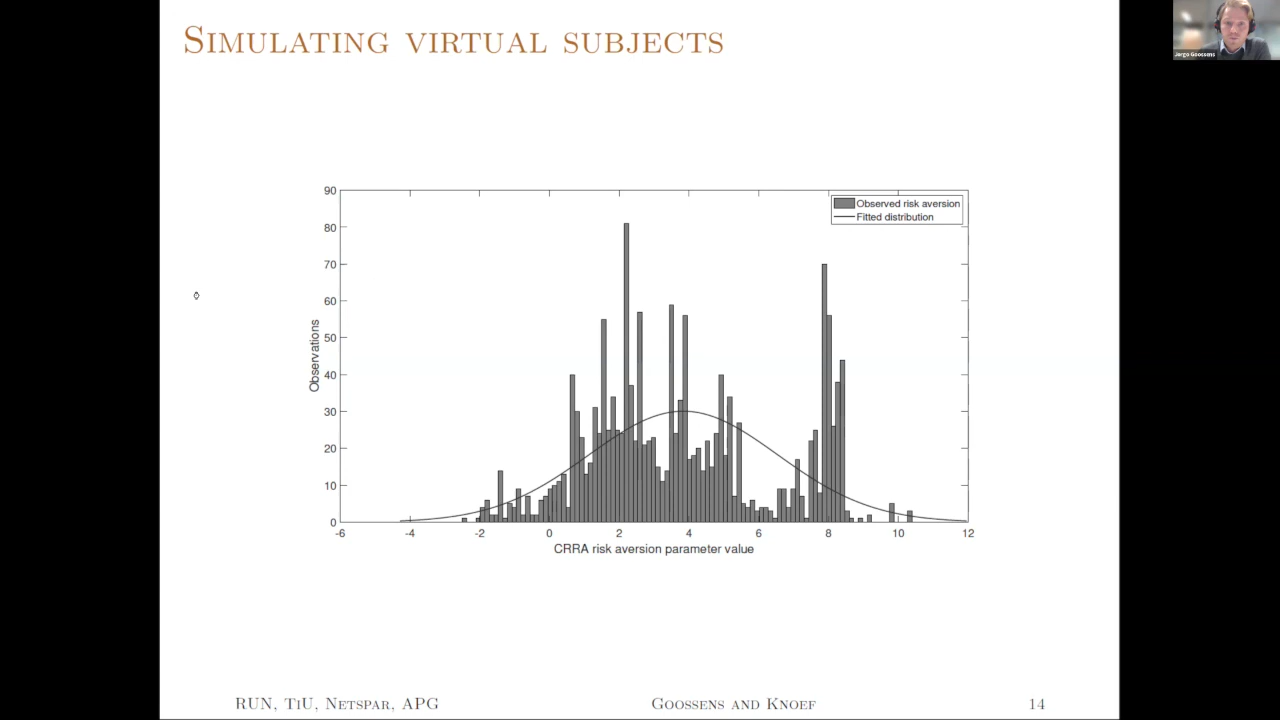 SIMULATING VIRTUAL SUBJECTS
Jorgo Goossens
90
80
70
60
50
40
30
20
10
0
Observations
Observed risk aversion
Fitted distribution
-6 -4 -2 0 2 4 6 8 10 12
CRRA risk aversion parameter value
RUN, TIU, NETSPAR, APG GOOSSENS AND KNOEF 14